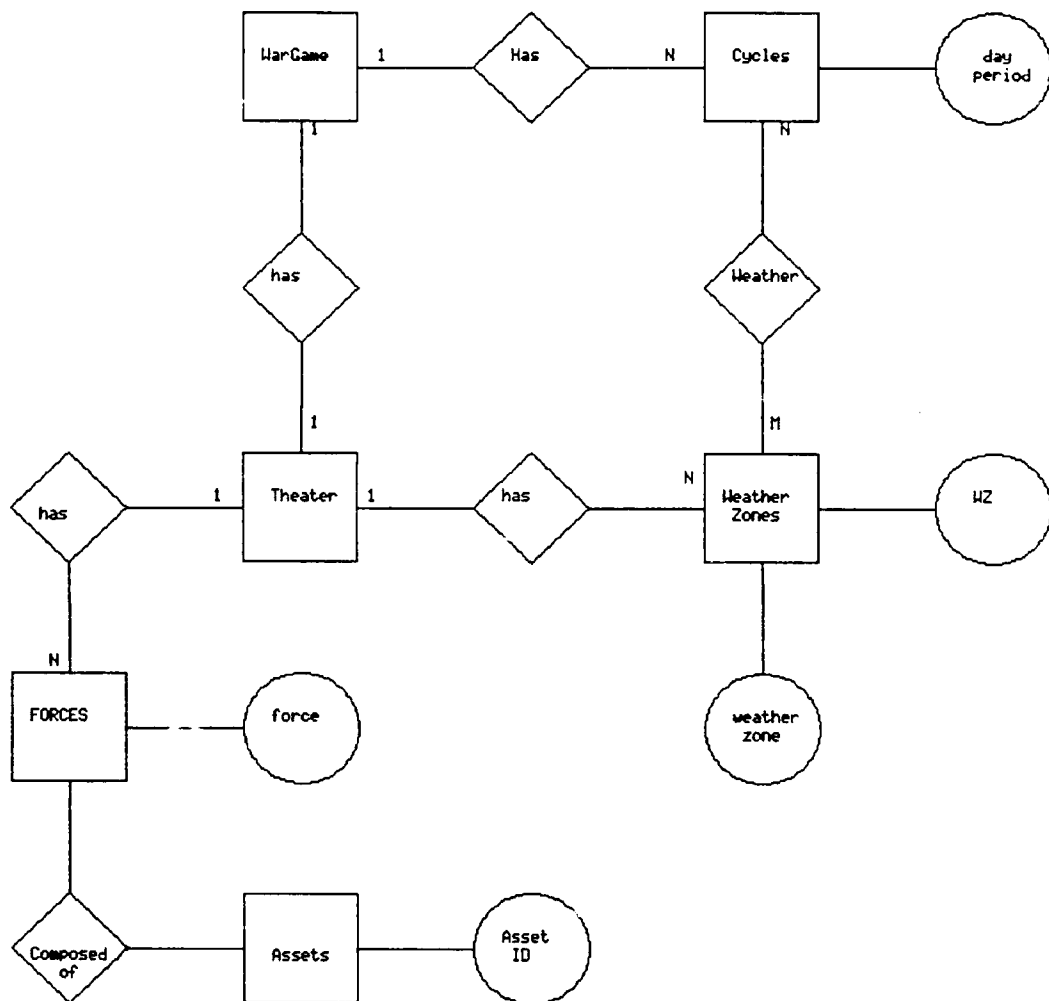 WarGame
1
Has
N
Cycles
day
period
1
N
has
Weather
1
M
has
1
Theater
1
has
N
Weather
Zones
WZ
N
FORCES
force
weather
zone
Composed
of
Assets
Asset
ID